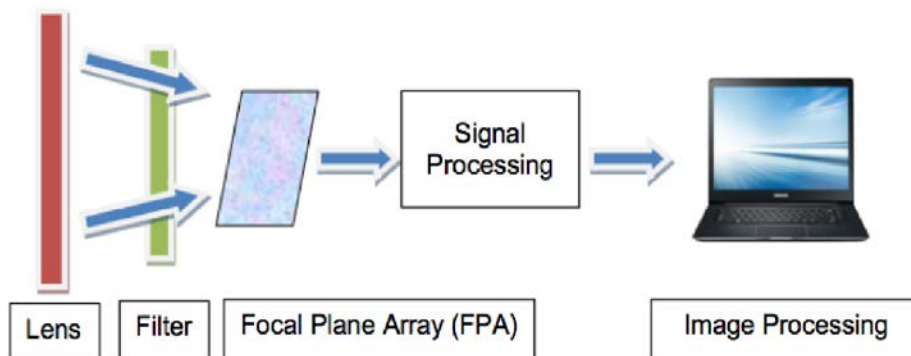 Signal
Processing
Lens
Filter
Focal Plane Array (FPA)
Image Processing